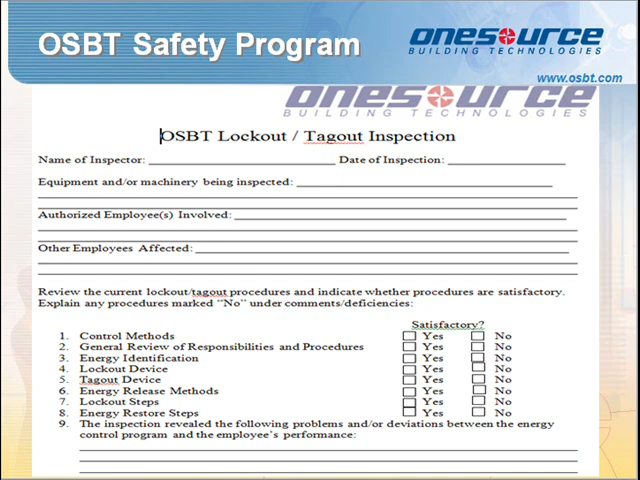 OSBT Safety Program
onesource
BUILDING TECHNOLOGIES
www.osbt.com
onesource
BUILDING TECHNOLOGIES
OSBT Lockout / Tagout Inspection
Name of Inspector: Date of Inspection:
Equipment and/or machinery being inspected:
Authorized Employee(s) Involved:
Other Employees Affected:
Review the current lockout/tagout procedures and indicate whether procedures are satisfactory.
Explain any procedures marked “No” under comments/deficiencies:
Satisfactory?
1. Control Methods Yes No
2. General Review of Responsibilities and Procedures Yes No
3. Energy Identification Yes No
4. Lockout Device Yes No
5. Tagout Device Yes No
6. Energy Release Methods Yes No
7. Lockout Steps Yes No
8. Energy Restore Steps Yes No
9. The inspection revealed the following problems and/or deviations between the energy
control program and the employee’s performance: